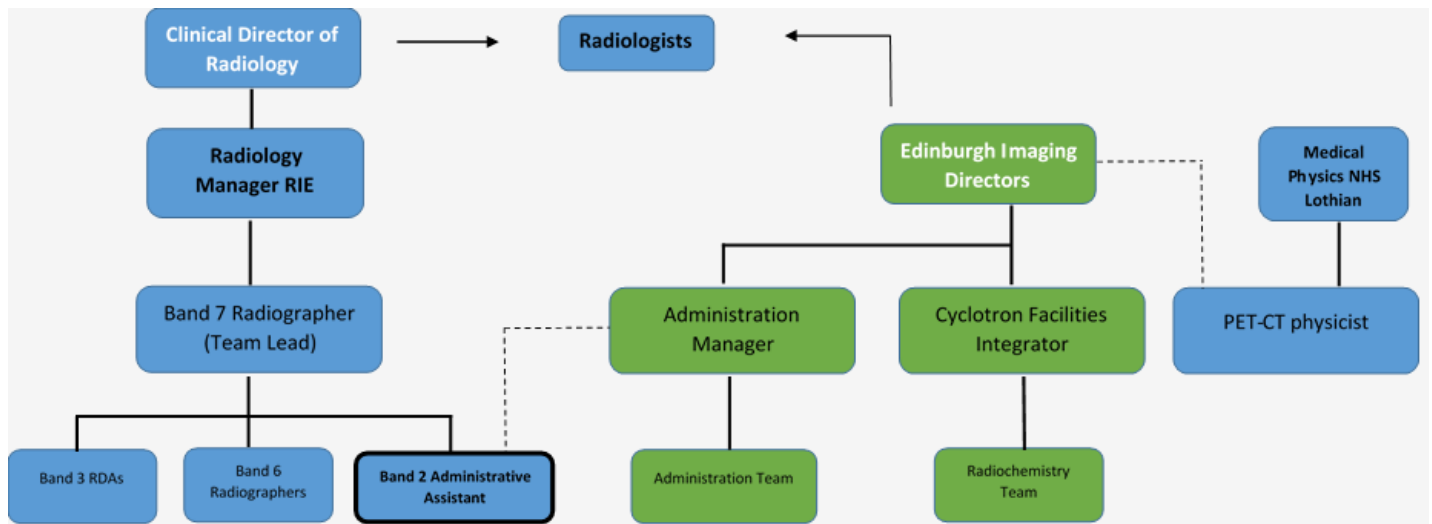 Clinical Director of
Radiology
Radiologists
Edinburgh Imaging
Directors
Medical
Physics NHS
Lothian
Radiology
Manager RIE
Band 7 Radiographer
(Team Lead)
Administration
Manager
Cyclotron Facilities
Integrator
PET-CT physicist
Band 3 RDAs
Band 6
Radiographers
Band 2 Administrative
Assistant
Administration Team
Radiochemistry
Team